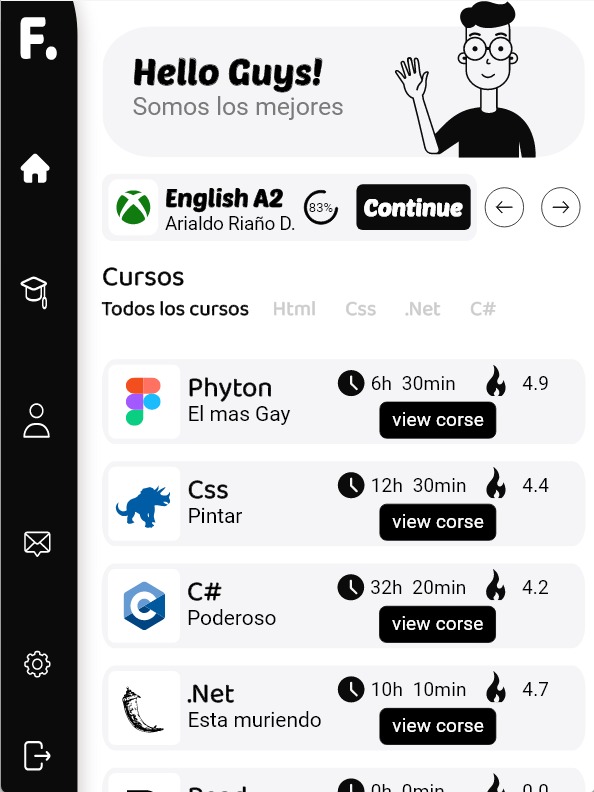 F.
Hello Guys!
Somos los mejores
English A2
Arialdo Riaño D.
83%
Continue
Cursos
Todos los cursos Html Css .Net C#
Phyton
El mas Gay
6h 30min 4.9
view corse
Css
Pintar
12h 30min 4.4
view corse
C#
Poderoso
32h 20min 4.2
view corse
.Net
Esta muriendo
10h 10min 4.7
view corse
0h 0min 0.0